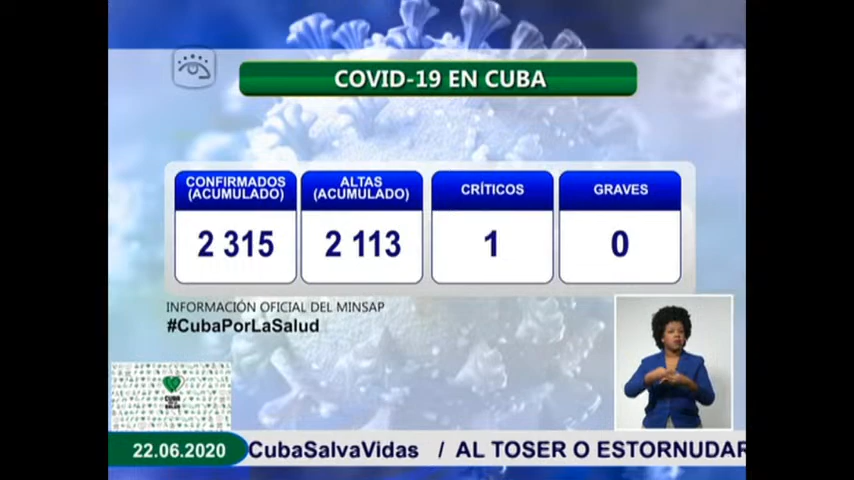 COVID-19 EN CUBA
CONFIRMADOS
(ACUMULADO)
2 315
ALTAS
(ACUMULADO)
2 113
CRÍTICOS
1
GRAVES
0
INFORMACIÓN OFICIAL DEL MINSAP
#CubaPorLaSalud
CUBA
22.06.2020
CubaSalvaVidas / AL TOSER O ESTORNUDAR